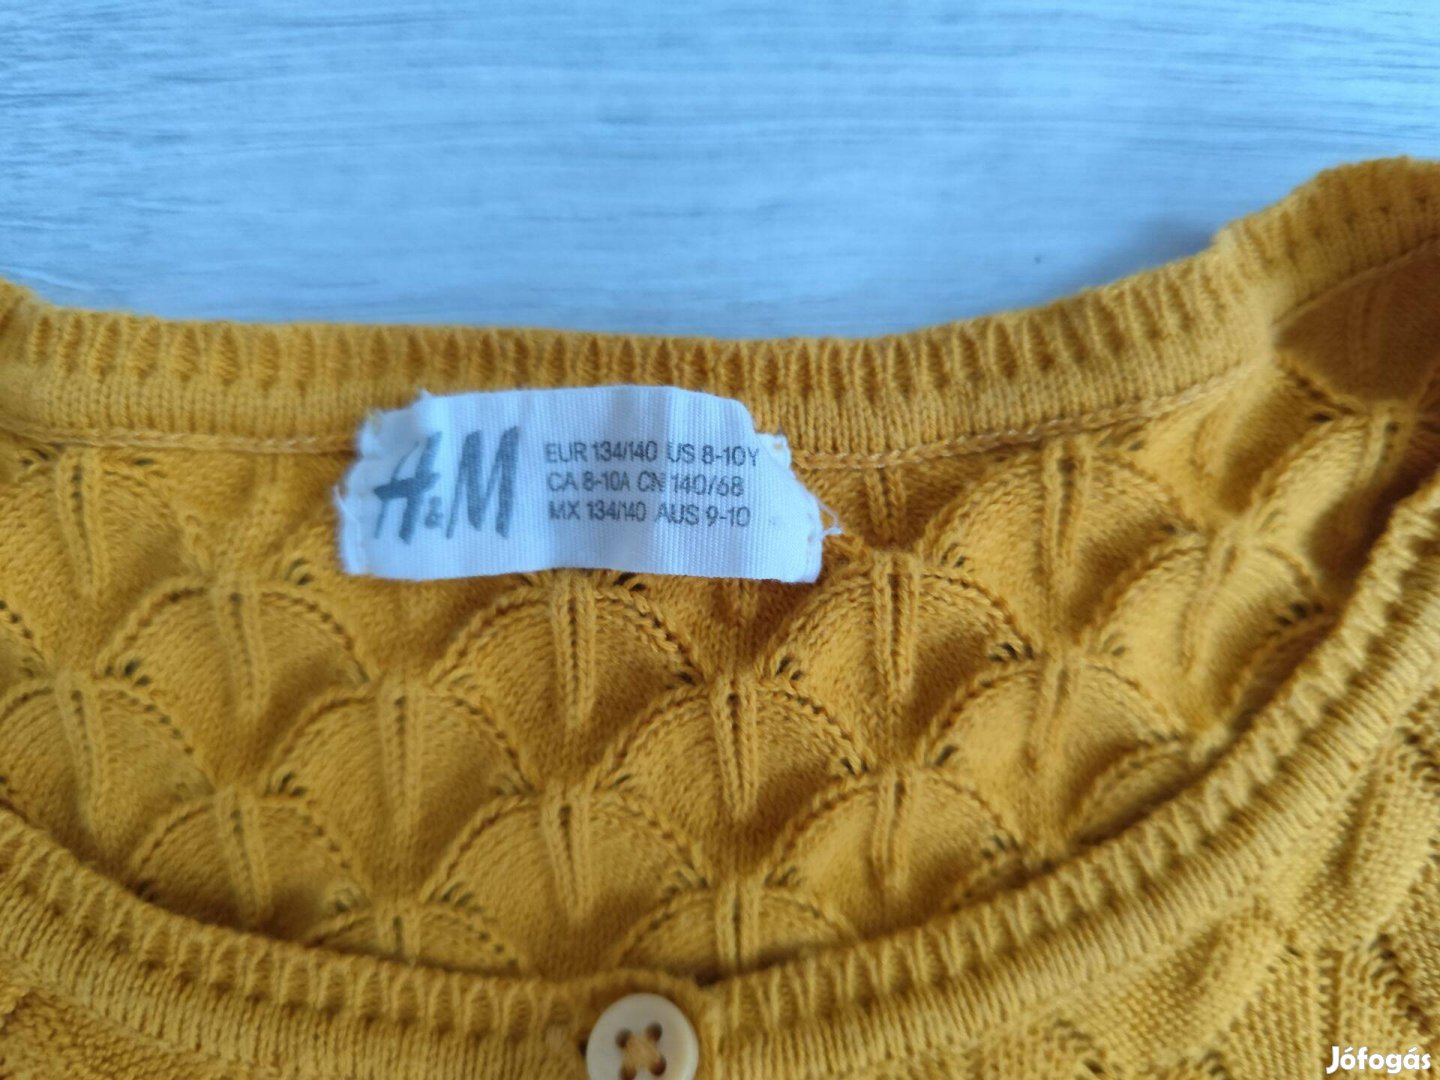 H&M
EUR 134/140 US 8-10Y
CA 8-10A CN 140/68
MX 134/140 AUS 9-10
Jófogás